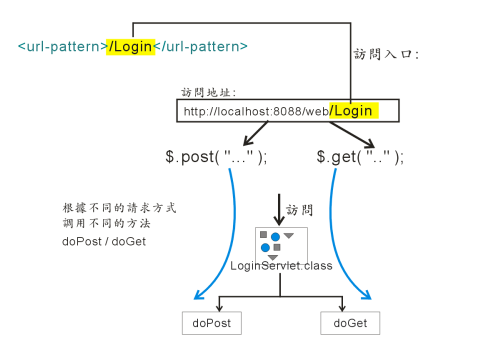 <url-pattern>/Login</url-pattern>
訪問入口:
訪問地址:
http://localhost:8088/web/Login
$.post( "..." );
$.get( ".." );
根據不同的請求方式
調用不同的方法
doPost / doGet
訪問
LoginServlet.class
doPost
doGet